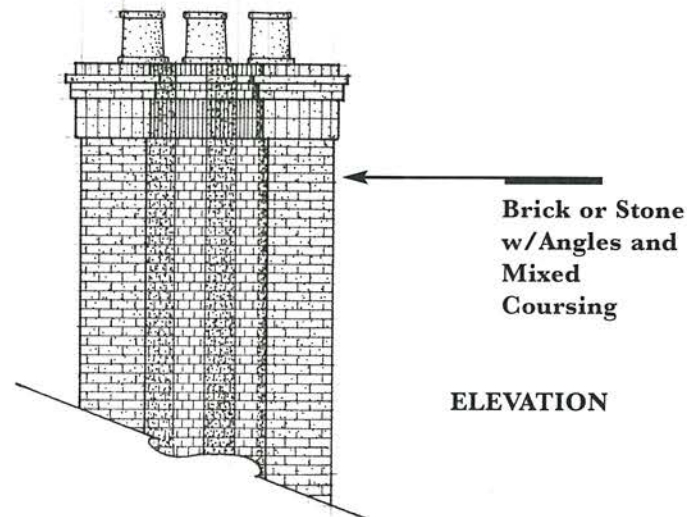 Brick or Stone
w/Angles and
Mixed
Coursing
ELEVATION